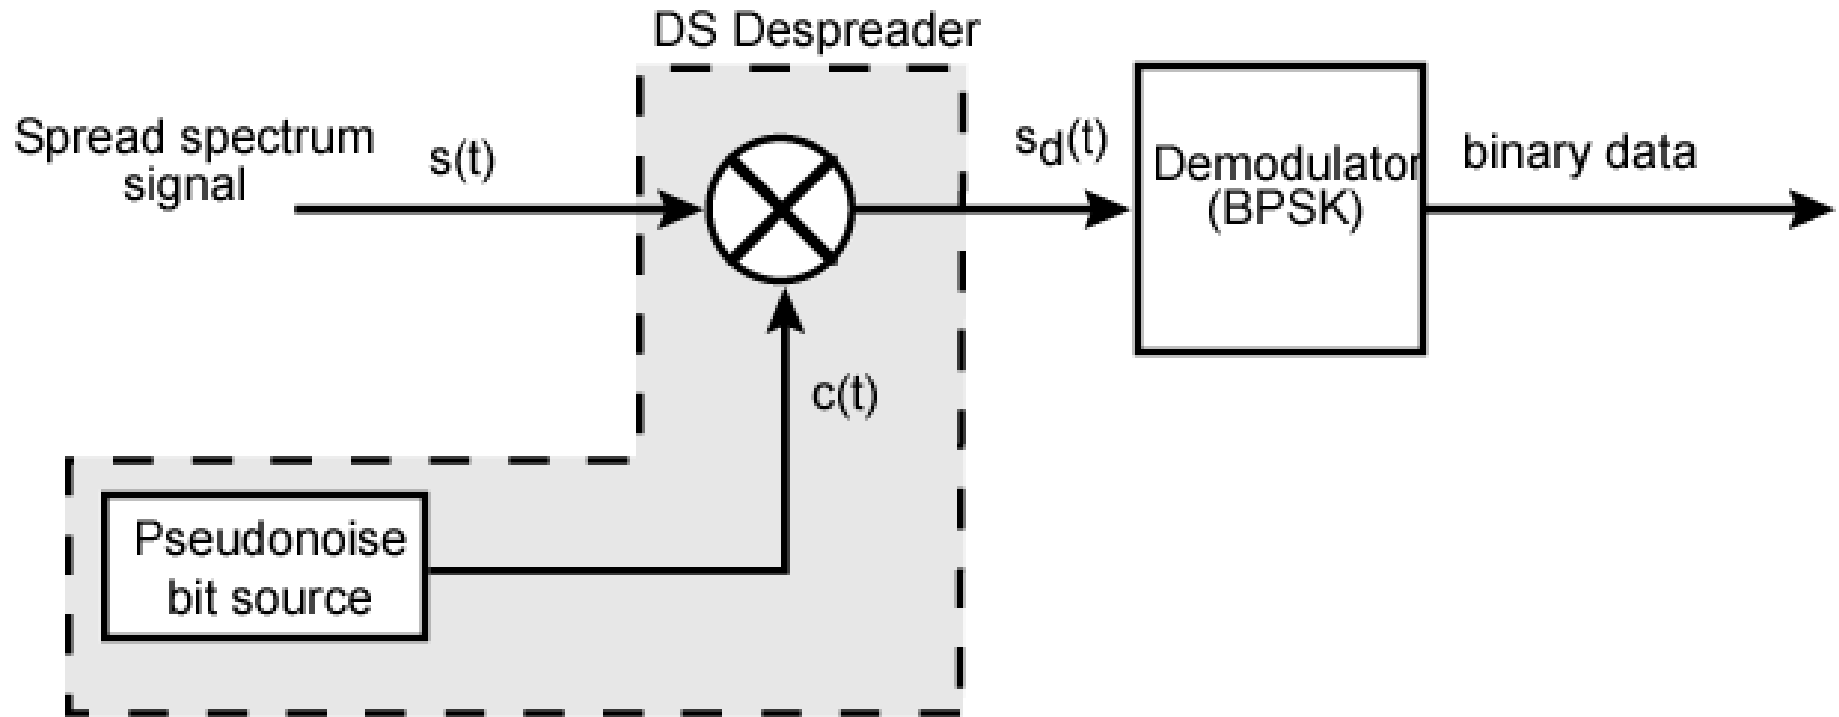 DS Despreader
Spread spectrum
signal
s(t)
sd(t)
Demodulator
(BPSK)
binary data
c(t)
Pseudonoise
bit source